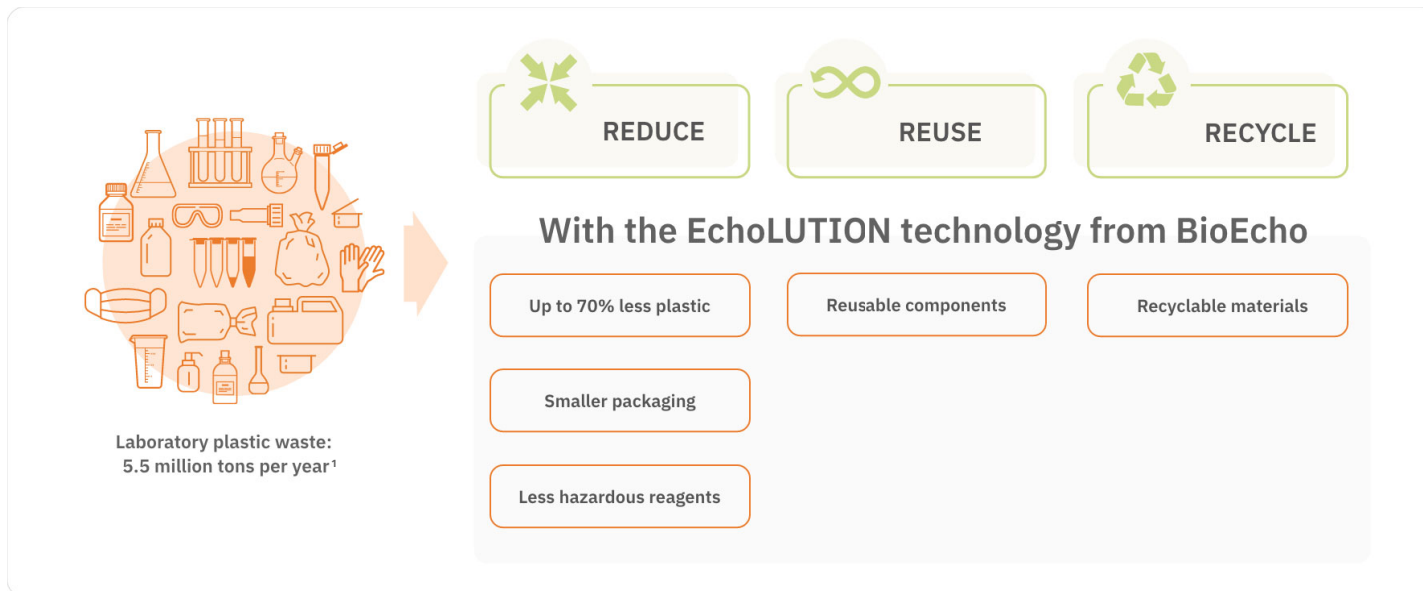 REDUCE
REUSE
RECYCLE
With the EchoLUTION technology from BioEcho
Up to 70% less plastic
Reusable components
Recyclable materials
Smaller packaging
Less hazardous reagents
Laboratory plastic waste:
5.5 million tons per year¹